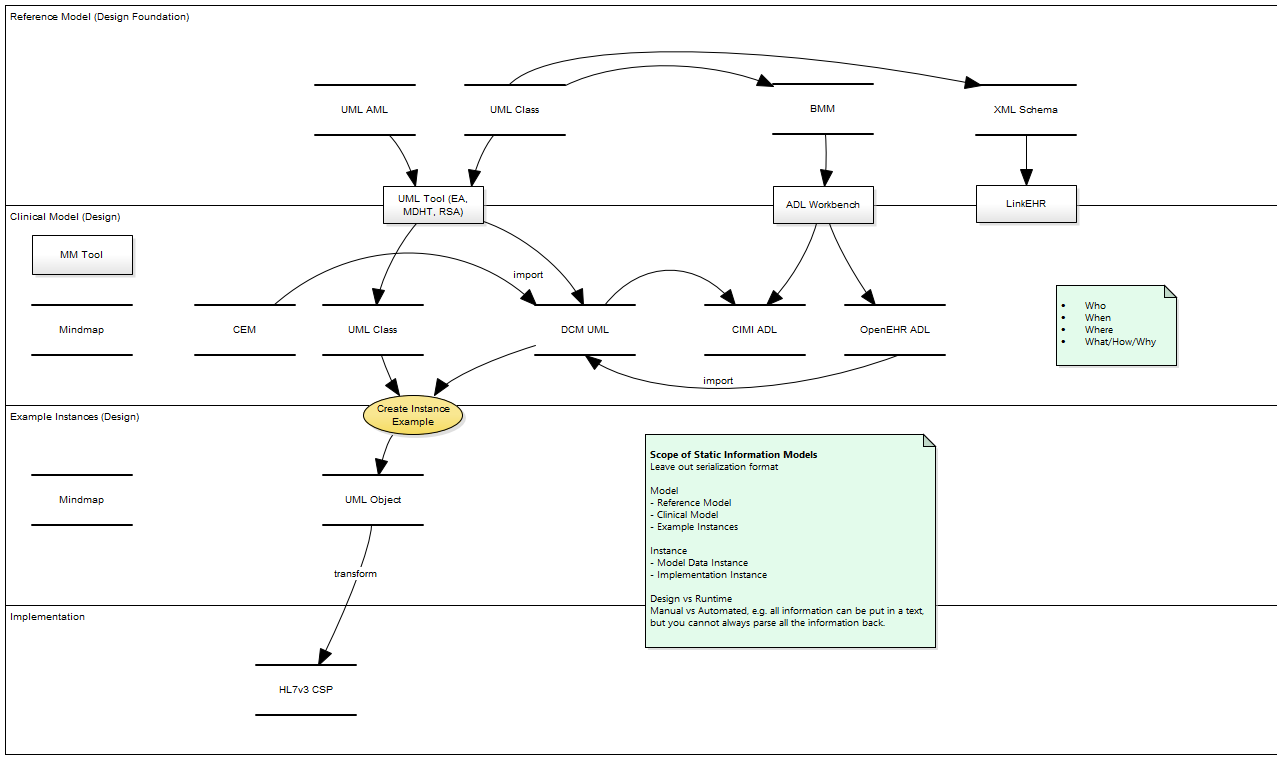 Reference Model (Design Foundation)
UML AML
UML Class
BMM
XML Schema
UML Tool (EA,
MDHT, RSA)
ADL Workbench
LinkEHR
Clinical Model (Design)
MM Tool
import
Mindmap
CEM
UML Class
DCM UML
CIMI ADL
OpenEHR ADL
• Who
• When
• Where
• What/How/Why
import
Create Instance
Example
Example Instances (Design)
Mindmap
UML Object
transform
Scope of Static Information Models
Leave out serialization format
Model
- Reference Model
- Clinical Model
- Example Instances
Instance
- Model Data Instance
- Implementation Instance
Design vs Runtime
Manual vs Automated, e.g. all information can be put in a text,
but you cannot always parse all the information back.
Implementation
HL7v3 CSP